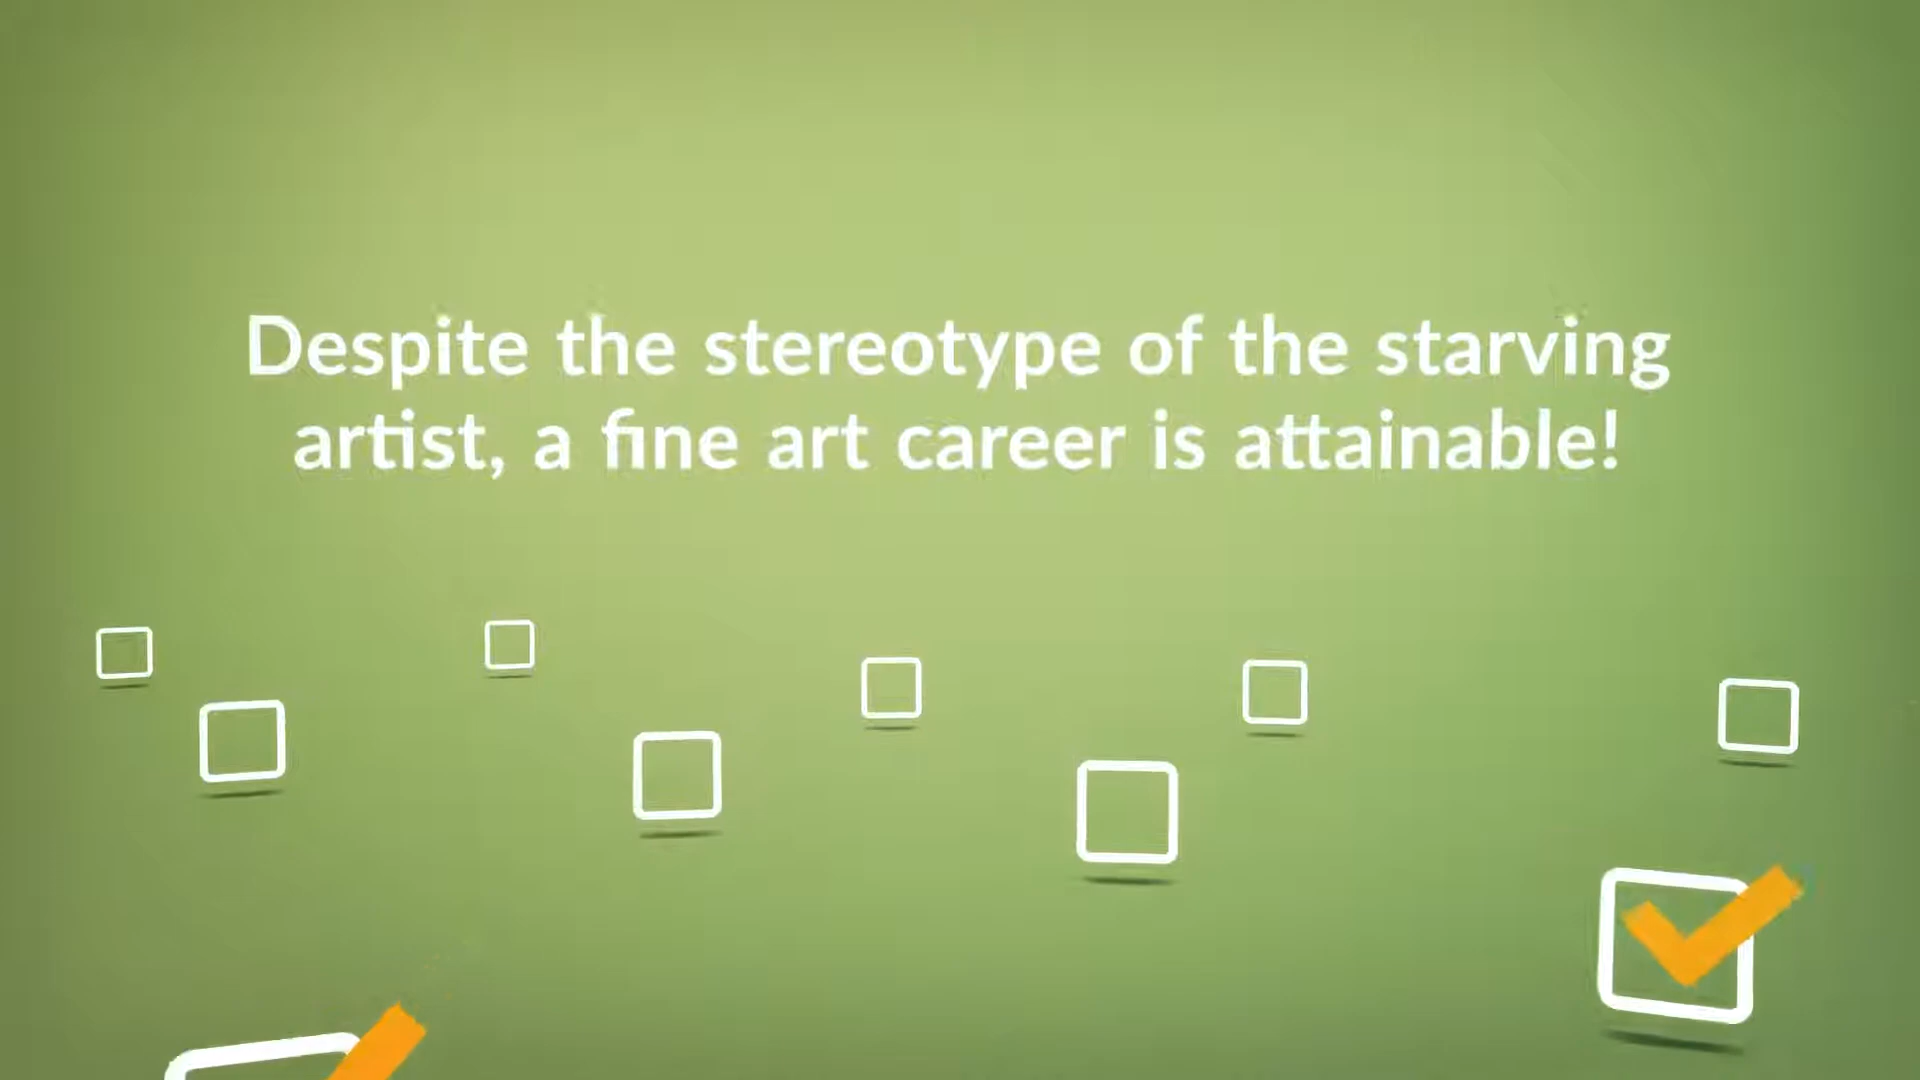 Despite the stereotype of the starving
artist, a fine art career is attainable!